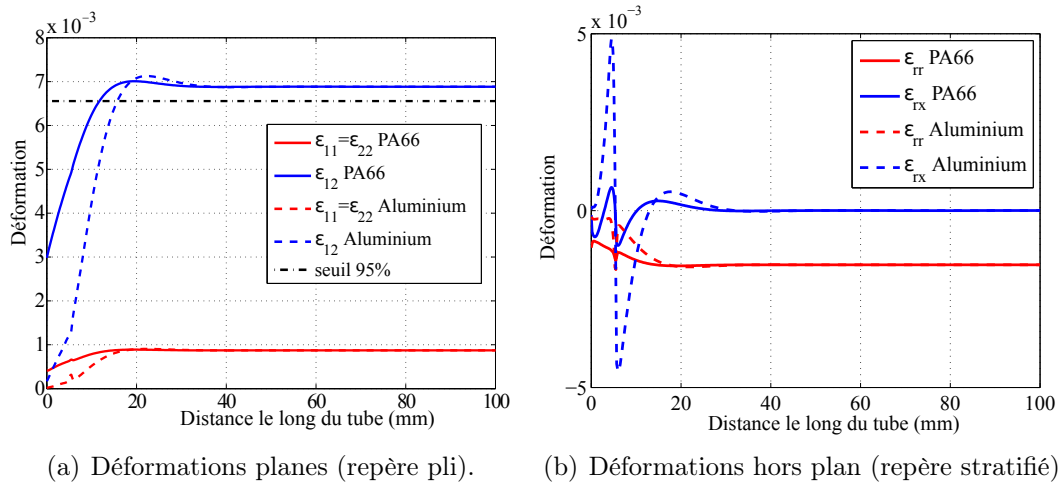 x 10⁻³
8
7
6
5
4
3
2
1
0
Déformation
ε₁₁=ε₂₂ PA66
ε₁₂ PA66
ε₁₁=ε₂₂ Aluminium
ε₁₂ Aluminium
seuil 95%
0 20 40 60 80 100
Distance le long du tube (mm)
(a) Déformations planes (repère pli).
x 10⁻³
5
0
−5
Déformation
εᵣᵣ PA66
εᵣₓ PA66
εᵣᵣ Aluminium
εᵣₓ Aluminium
0 20 40 60 80 100
Distance le long du tube (mm)
(b) Déformations hors plan (repère stratifié)